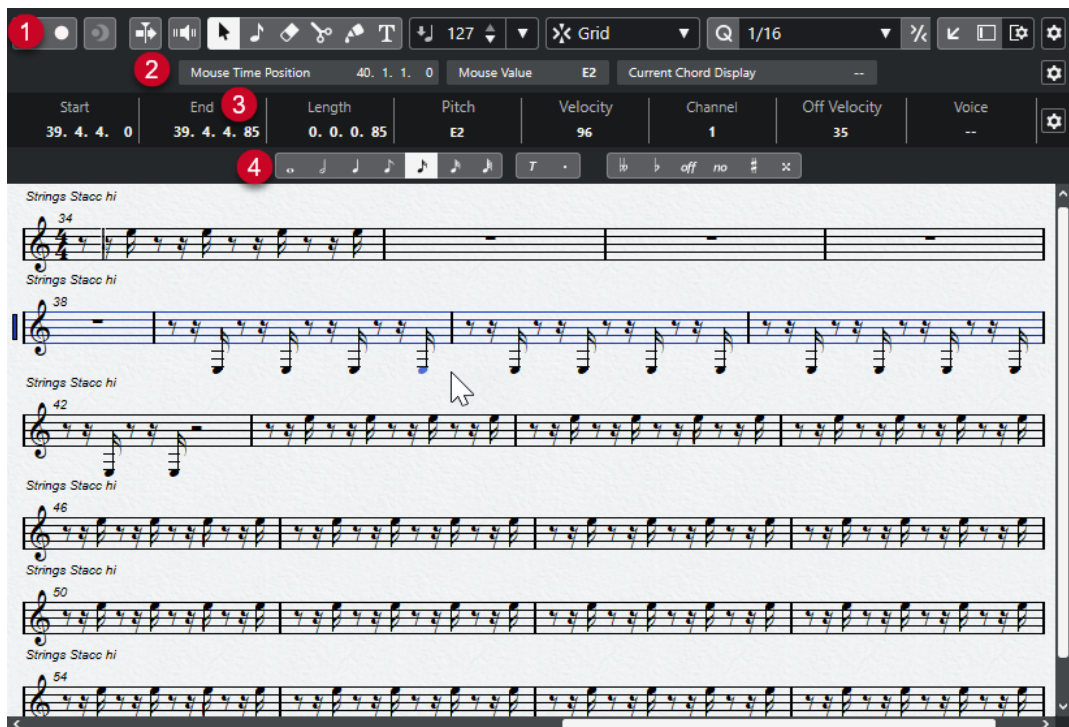 1 T 127 Grid Q 1/16
2 Mouse Time Position 40. 1. 1. 0 Mouse Value E2 Current Chord Display --
Start End 3 Length Pitch Velocity Channel Off Velocity Voice
39. 4. 4. 0 39. 4. 4. 85 0. 0. 0. 85 E2 96 1 35 --
4 T . off no
Strings Stacc hi
34
4
4
Strings Stacc hi
38
Strings Stacc hi
42
Strings Stacc hi
46
Strings Stacc hi
50
Strings Stacc hi
54